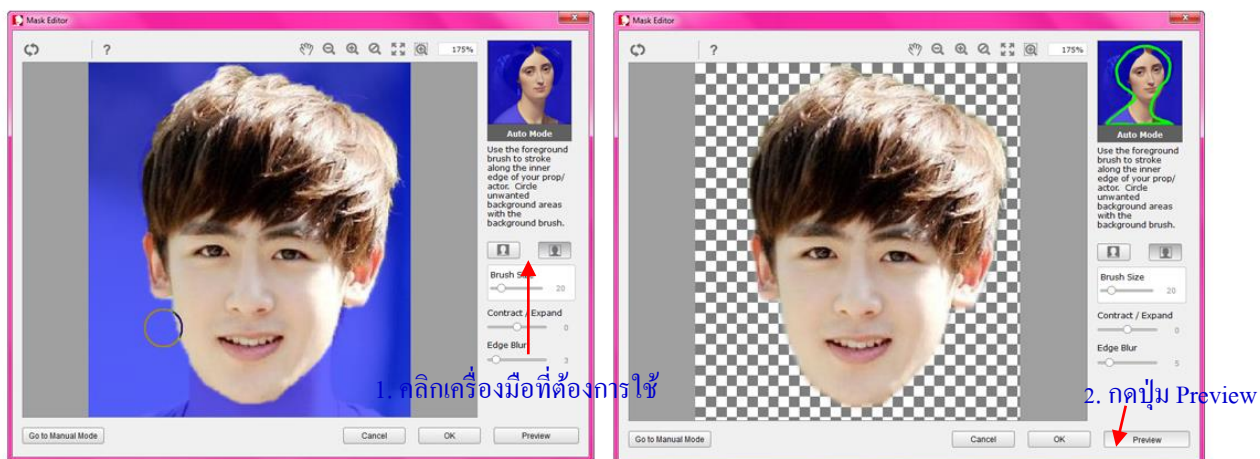 Mask Editor
?
175%
Auto Mode
Use the foreground
brush to stroke
along the inner
edge of your prop/
actor. Circle
unwanted
background areas
with the
background brush.
Brush Size
20
Contract / Expand
0
Edge Blur
3
1. คลิกเครื่องมือที่ต้องการใช้
Go to Manual Mode
Cancel
OK
Preview
Mask Editor
?
175%
Auto Mode
Use the foreground
brush to stroke
along the inner
edge of your prop/
actor. Circle
unwanted
background areas
with the
background brush.
Brush Size
20
Contract / Expand
0
Edge Blur
5
2. กดปุ่ม Preview
Go to Manual Mode
Cancel
OK
Preview